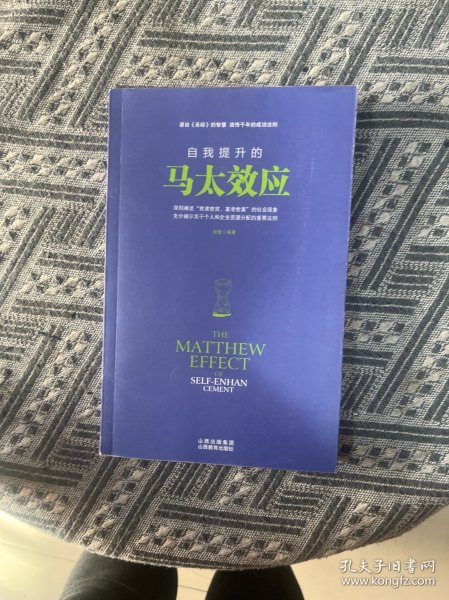 源自《圣经》的智慧 流传千年的成功法则
自我提升的
马太效应
深刻阐述“贫者愈贫，富者愈富”的社会现象
充分揭示关于个人和企业资源分配的重要法则
编著
THE
MATTHEW
EFFECT
OF
SELF-ENHAN
CEMENT
山西出版集团
山西教育出版社
孔夫子旧书网
www.kongfz.com